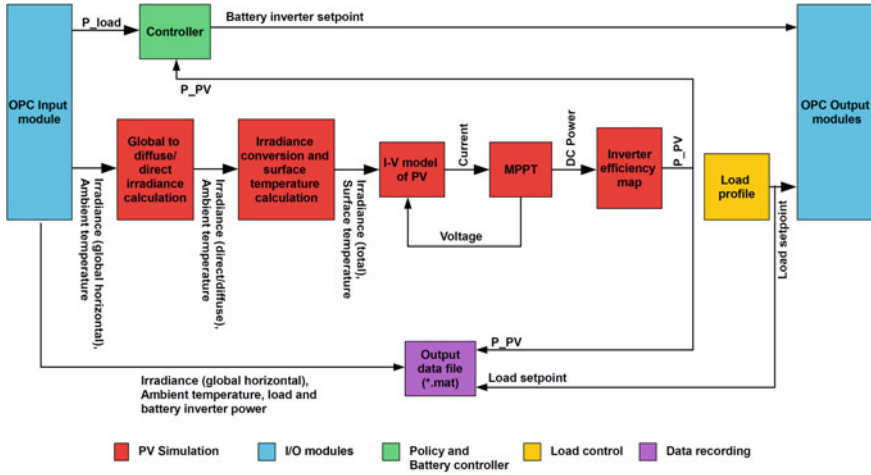 P_load
Battery inverter setpoint
Controller
P_PV
OPC Input
module
OPC Output
modules
Global to
diffuse/
direct
irradiance
calculation
Irradiance
conversion and
surface
temperature
calculation
I-V model
of PV
Current
MPPT
DC Power
Inverter
efficiency
map
P_PV
Load
profile
Voltage
Irradiance (global horizontal),
Ambient temperature
Irradiance (direct/diffuse),
Ambient temperature
Irradiance (total),
Surface temperature
Load setpoint
P_PV
Output
data file
(*.mat)
Load setpoint
Irradiance (global horizontal),
Ambient temperature, load and
battery inverter power
PV Simulation
I/O modules
Policy and
Battery controller
Load control
Data recording